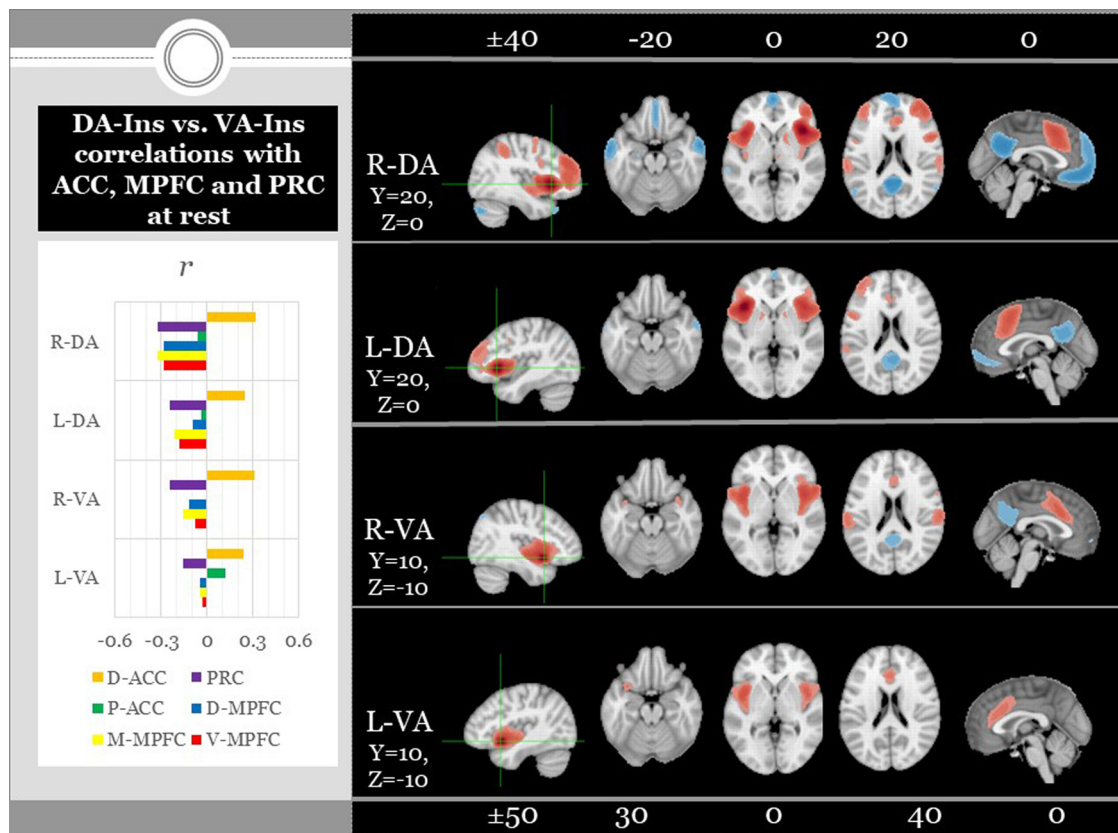 DA-Ins vs. VA-Ins
correlations with
ACC, MPFC and PRC
at rest
r
R-DA
L-DA
R-VA
L-VA
-0.6 -0.3 0 0.3 0.6
D-ACC PRC
P-ACC D-MPFC
M-MPFC V-MPFC
±40 -20 0 20 0
R-DA
Y=20,
Z=0
L-DA
Y=20,
Z=0
R-VA
Y=10,
Z=-10
L-VA
Y=10,
Z=-10
±50 30 0 40 0